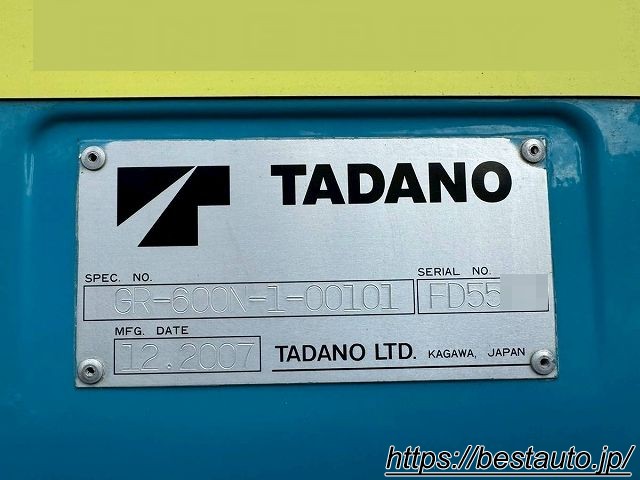 TADANO
SPEC. NO.
SERIAL NO.
GR-600N-1-00101
FD55
MFG. DATE
12.2007
TADANO LTD. KAGAWA, JAPAN
https://bestauto.jp/